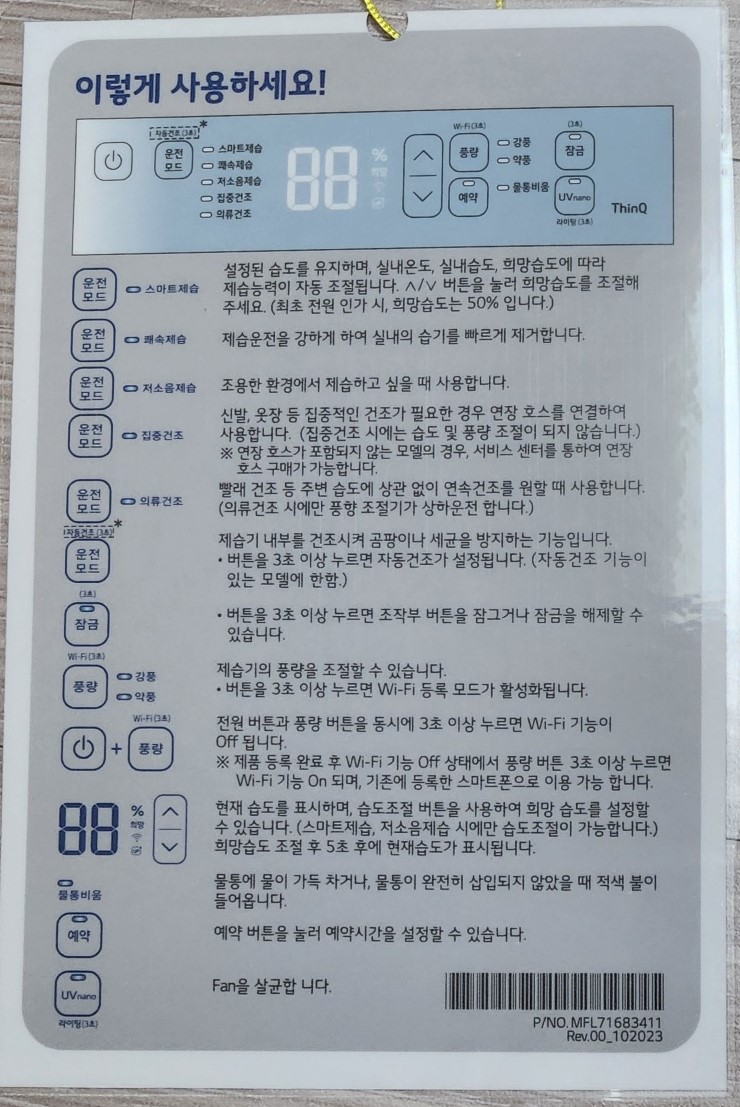 이렇게 사용하세요!
자동건조 (3초) *
운전
모드
스마트제습
쾌속제습
저소음제습
집중건조
의류건조
88
%
희망
Wi-Fi(3초)
풍량
예약
강풍
약풍
물통비움
(3초)
잠금
UVnano
라이팅 (3초)
ThinQ
운전
모드
스마트제습
설정된 습도를 유지하며, 실내온도, 실내습도, 희망습도에 따라
제습능력이 자동 조절됩니다. ∧/∨ 버튼을 눌러 희망습도를 조절해
주세요. (최초 전원 인가 시, 희망습도는 50% 입니다.)
운전
모드
쾌속제습
제습운전을 강하게 하여 실내의 습기를 빠르게 제거합니다.
운전
모드
저소음제습
조용한 환경에서 제습하고 싶을 때 사용합니다.
운전
모드
집중건조
신발, 옷장 등 집중적인 건조가 필요한 경우 연장 호스를 연결하여
사용합니다. (집중건조 시에는 습도 및 풍량 조절이 되지 않습니다.)
※ 연장 호스가 포함되지 않는 모델의 경우, 서비스 센터를 통하여 연장
호스 구매가 가능합니다.
운전
모드
의류건조
빨래 건조 등 주변 습도에 상관 없이 연속건조를 원할 때 사용합니다.
(의류건조 시에만 풍향 조절기가 상하운전 합니다.)
자동건조 (3초) *
운전
모드
제습기 내부를 건조시켜 곰팡이나 세균을 방지하는 기능입니다.
• 버튼을 3초 이상 누르면 자동건조가 설정됩니다. (자동건조 기능이
있는 모델에 한함.)
(3초)
잠금
• 버튼을 3초 이상 누르면 조작부 버튼을 잠그거나 잠금을 해제할 수
있습니다.
Wi-Fi(3초)
풍량
강풍
약풍
제습기의 풍량을 조절할 수 있습니다.
• 버튼을 3초 이상 누르면 Wi-Fi 등록 모드가 활성화됩니다.
Wi-Fi(3초)
+ 풍량
전원 버튼과 풍량 버튼을 동시에 3초 이상 누르면 Wi-Fi 기능이
Off 됩니다.
※ 제품 등록 완료 후 Wi-Fi 기능 Off 상태에서 풍량 버튼 3초 이상 누르면
Wi-Fi 기능 On 되며, 기존에 등록한 스마트폰으로 이용 가능 합니다.
88
%
희망
현재 습도를 표시하며, 습도조절 버튼을 사용하여 희망 습도를 설정할
수 있습니다. (스마트제습, 저소음제습 시에만 습도조절이 가능합니다.)
희망습도 조절 후 5초 후에 현재습도가 표시됩니다.
물통비움
물통에 물이 가득 차거나, 물통이 완전히 삽입되지 않았을 때 적색 불이
들어옵니다.
예약
예약 버튼을 눌러 예약시간을 설정할 수 있습니다.
UVnano
라이팅(3초)
Fan을 살균합 니다.
P/NO. MFL71683411
Rev.00_102023